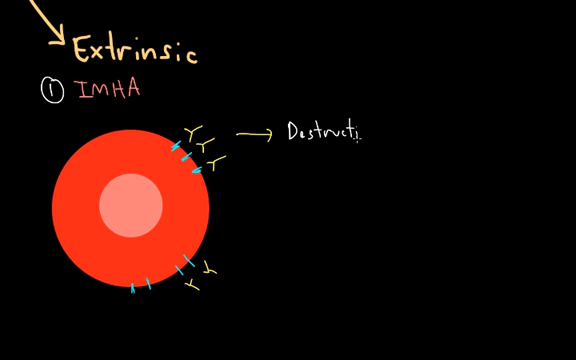 Extrinsic
① IMHA
Destructi